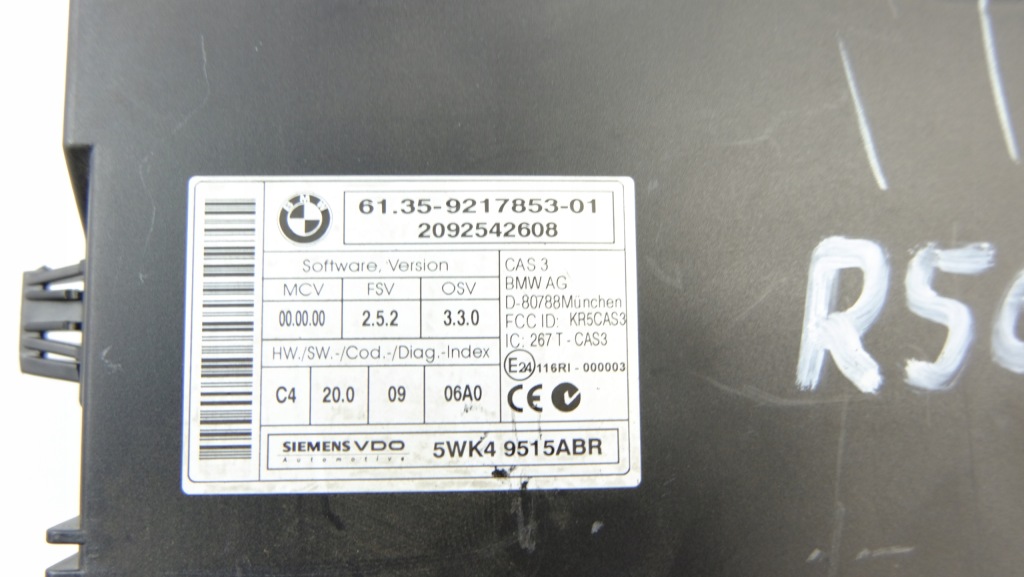 BMW
61.35-9217853-01
2092542608
Software, Version
MCV FSV OSV
00.00.00 2.5.2 3.3.0
HW./SW.-/Cod.-/Diag.-Index
C4 20.0 09 06A0
CAS 3
BMW AG
D-80788München
FCC ID: KR5CAS3
IC: 267 T - CAS3
E24 116RI - 000003
CE
SIEMENS VDO
Automotive
5WK4 9515ABR